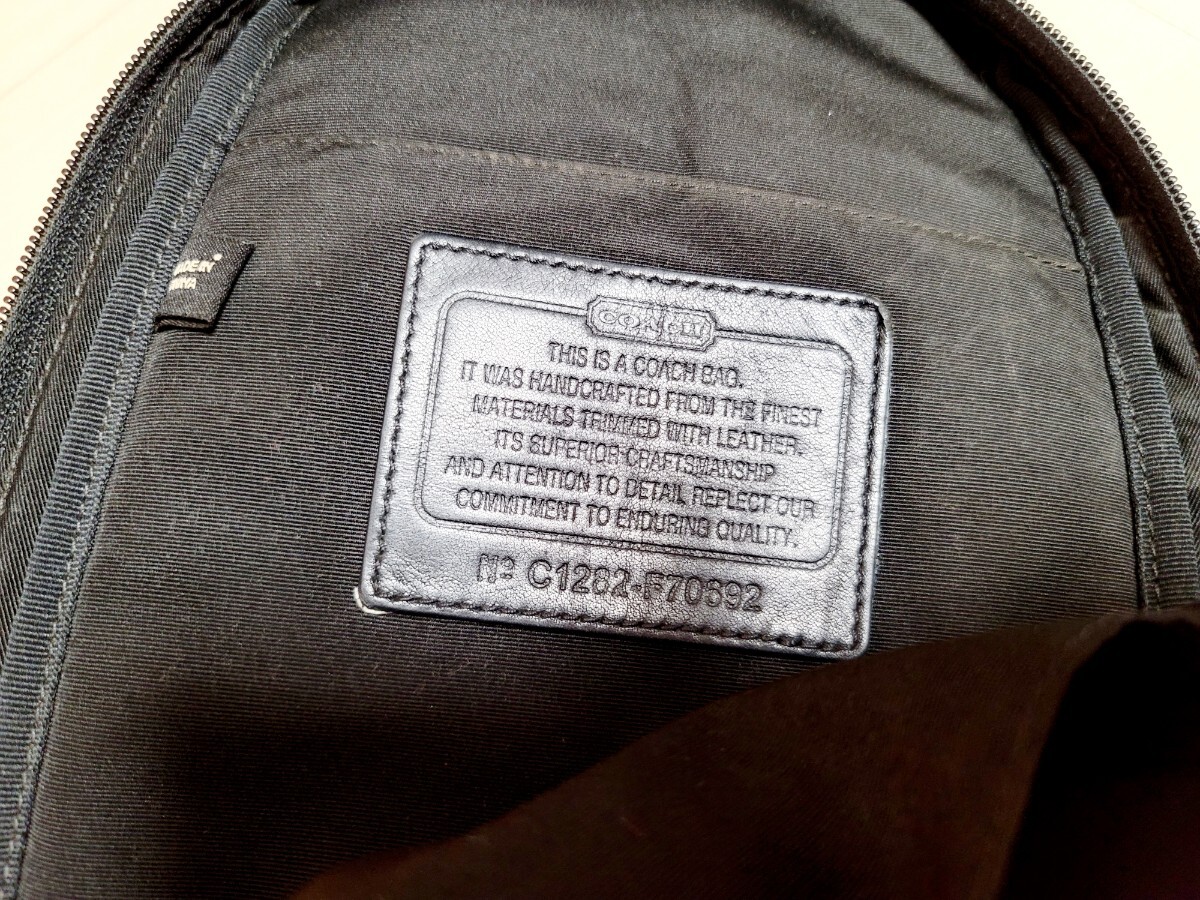 COACH
THIS IS A COACH BAG.
IT WAS HANDCRAFTED FROM THE FINEST
MATERIALS TRIMMED WITH LEATHER.
ITS SUPERIOR CRAFTSMANSHIP
AND ATTENTION TO DETAIL REFLECT OUR
COMMITMENT TO ENDURING QUALITY.
Nº C1282-F70692